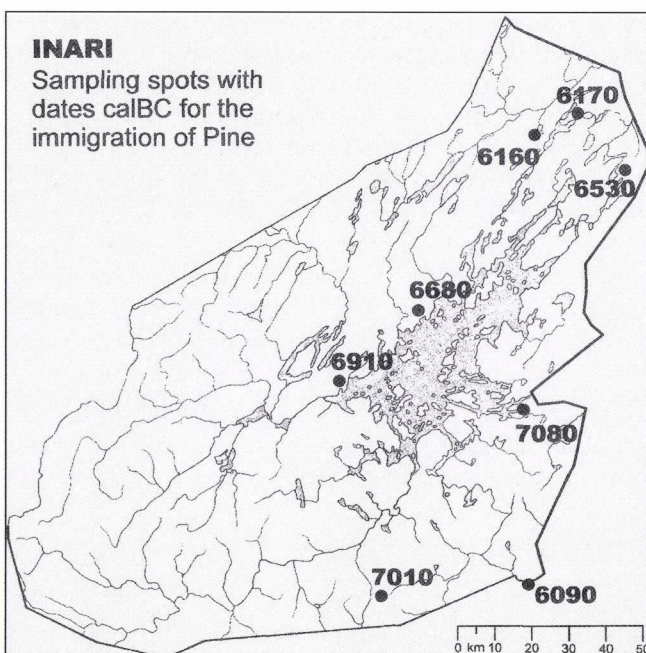 INARI
Sampling spots with
dates calBC for the
immigration of Pine
6170
6160
6530
6680
6910
7080
7010
6090
0 km 10 20 30 40 50